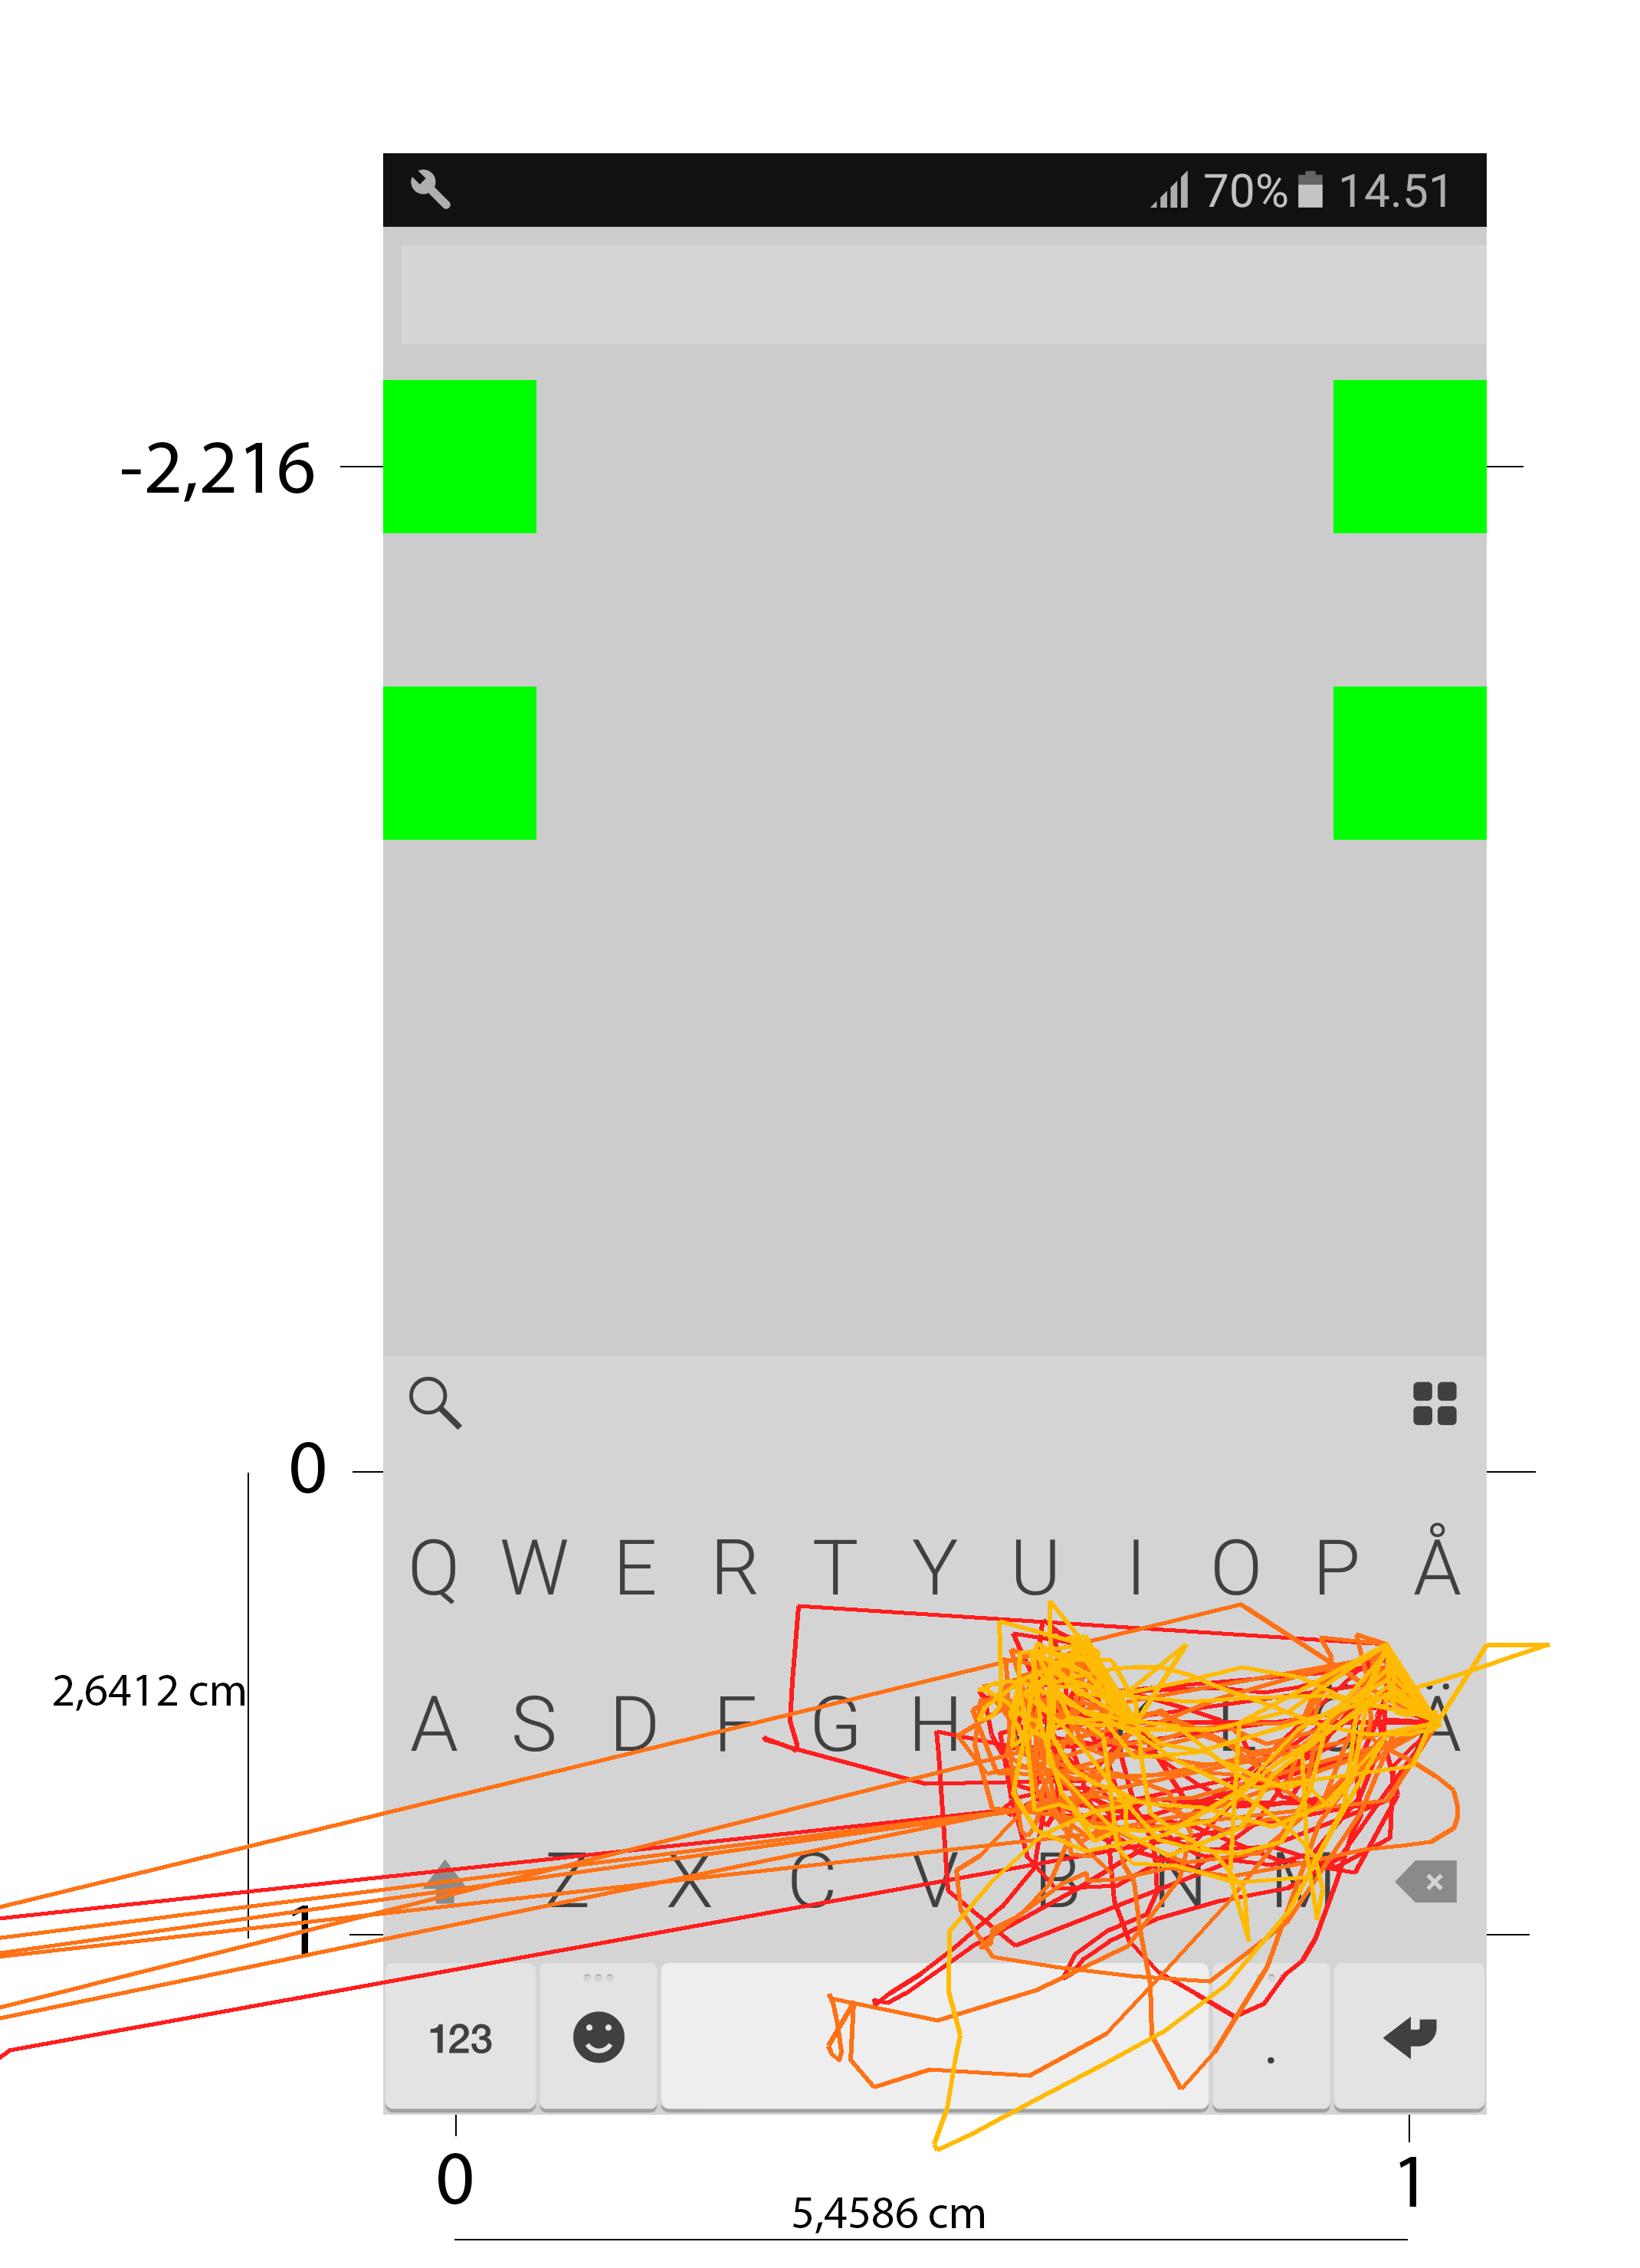 70% 14.51
-2,216
0
Q W E R T Y U I O P Å
2,6412 cm
A S D F G H L Ä
Z X C V B N M
1
123
.
0 1
5,4586 cm